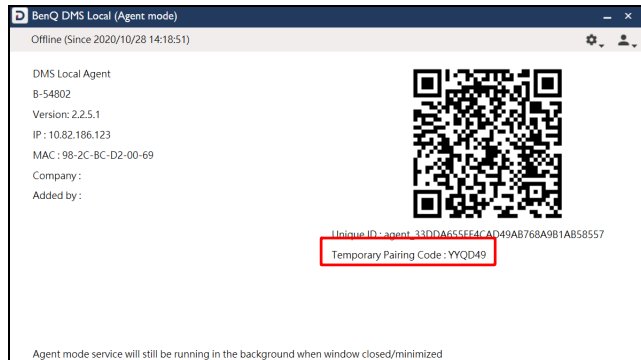 BenQ DMS Local (Agent mode)
Offline (Since 2020/10/28 14:18:51)
DMS Local Agent
B-54802
Version: 2.2.5.1
IP : 10.82.186.123
MAC : 98-2C-BC-D2-00-69
Company :
Added by :
Unique ID : agent_33DDA655FF4CAD49AB768A9B1AB58557
Temporary Pairing Code : YYQD49
Agent mode service will still be running in the background when window closed/minimized